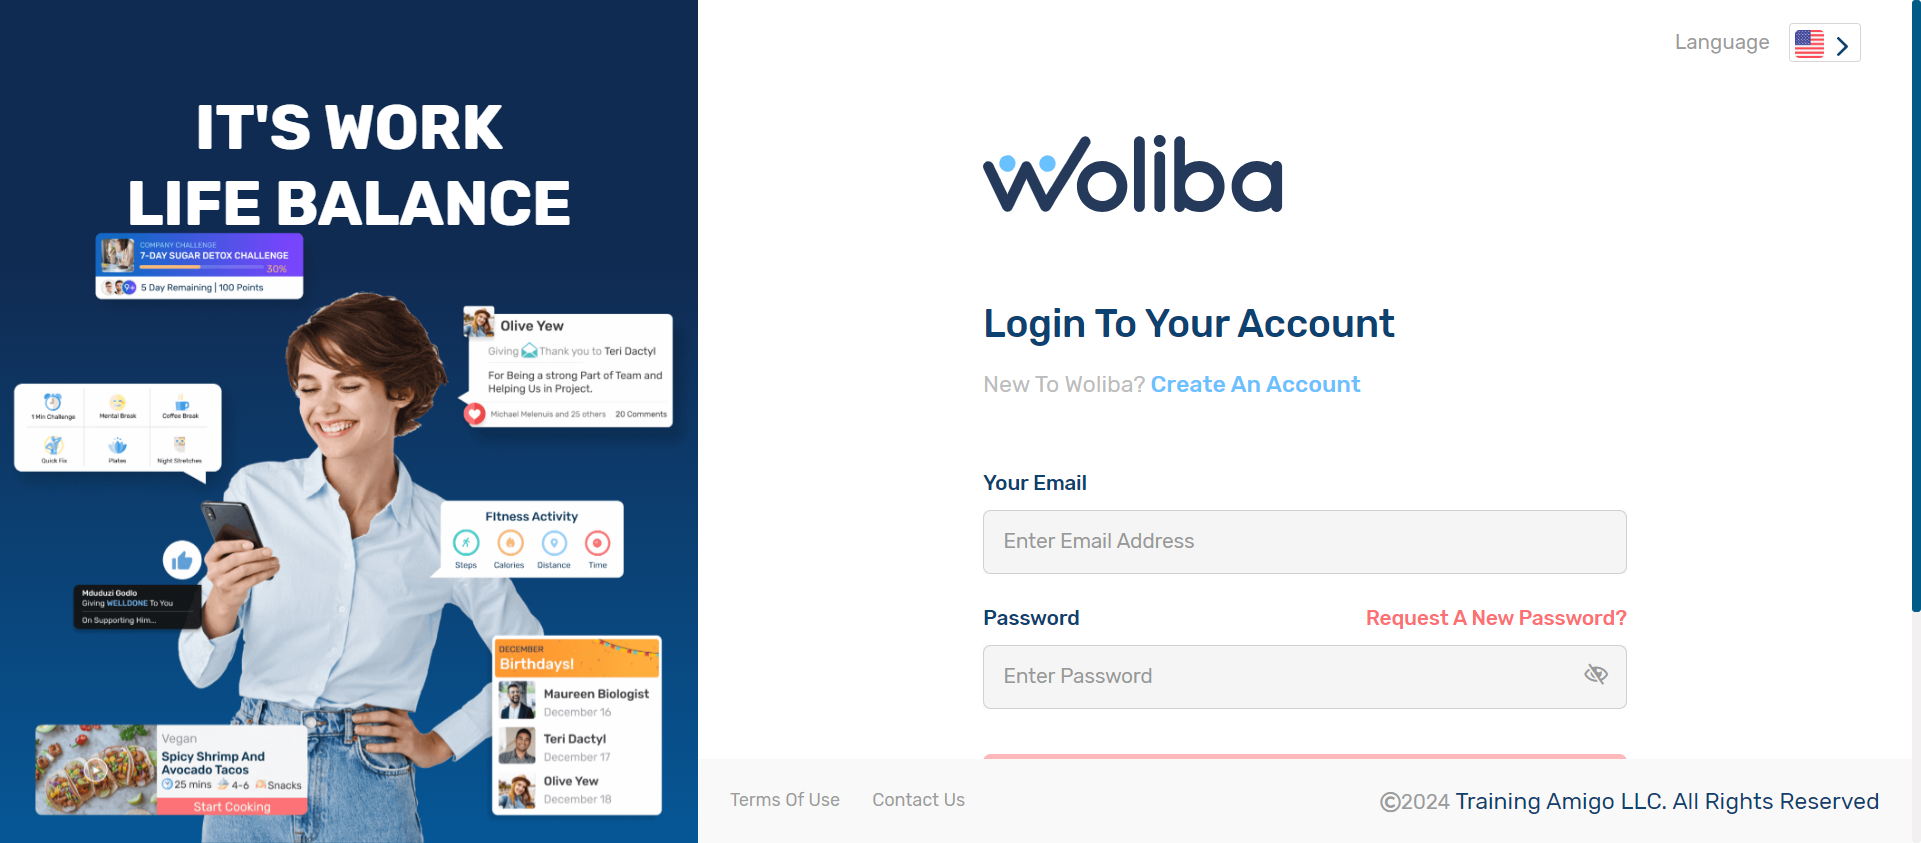 IT'S WORK
LIFE BALANCE
COMPANY CHALLENGE
7-DAY SUGAR DETOX CHALLENGE
30%
9+
5 Day Remaining | 100 Points
Olive Yew
Giving Thank you to Teri Dactyl
For Being a strong Part of Team and
Helping Us in Project.
Michael Melenuis and 25 others 20 Comments
1 Min Challenge Mental Break Coffee Break
Quick Fix Plates Night Stretches
FItness Activity
Steps Calories Distance Time
Mduduzi Godlo
Giving WELLDONE To You
On Supporting Him...
DECEMBER
Birthdays!
Maureen Biologist
December 16
Teri Dactyl
December 17
Olive Yew
December 18
Vegan
Spicy Shrimp And
Avocado Tacos
25 mins 4-6 Snacks
Start Cooking
Language
Woliba
Login To Your Account
New To Woliba? Create An Account
Your Email
Enter Email Address
Password Request A New Password?
Enter Password
Terms Of Use Contact Us ©2024 Training Amigo LLC. All Rights Reserved